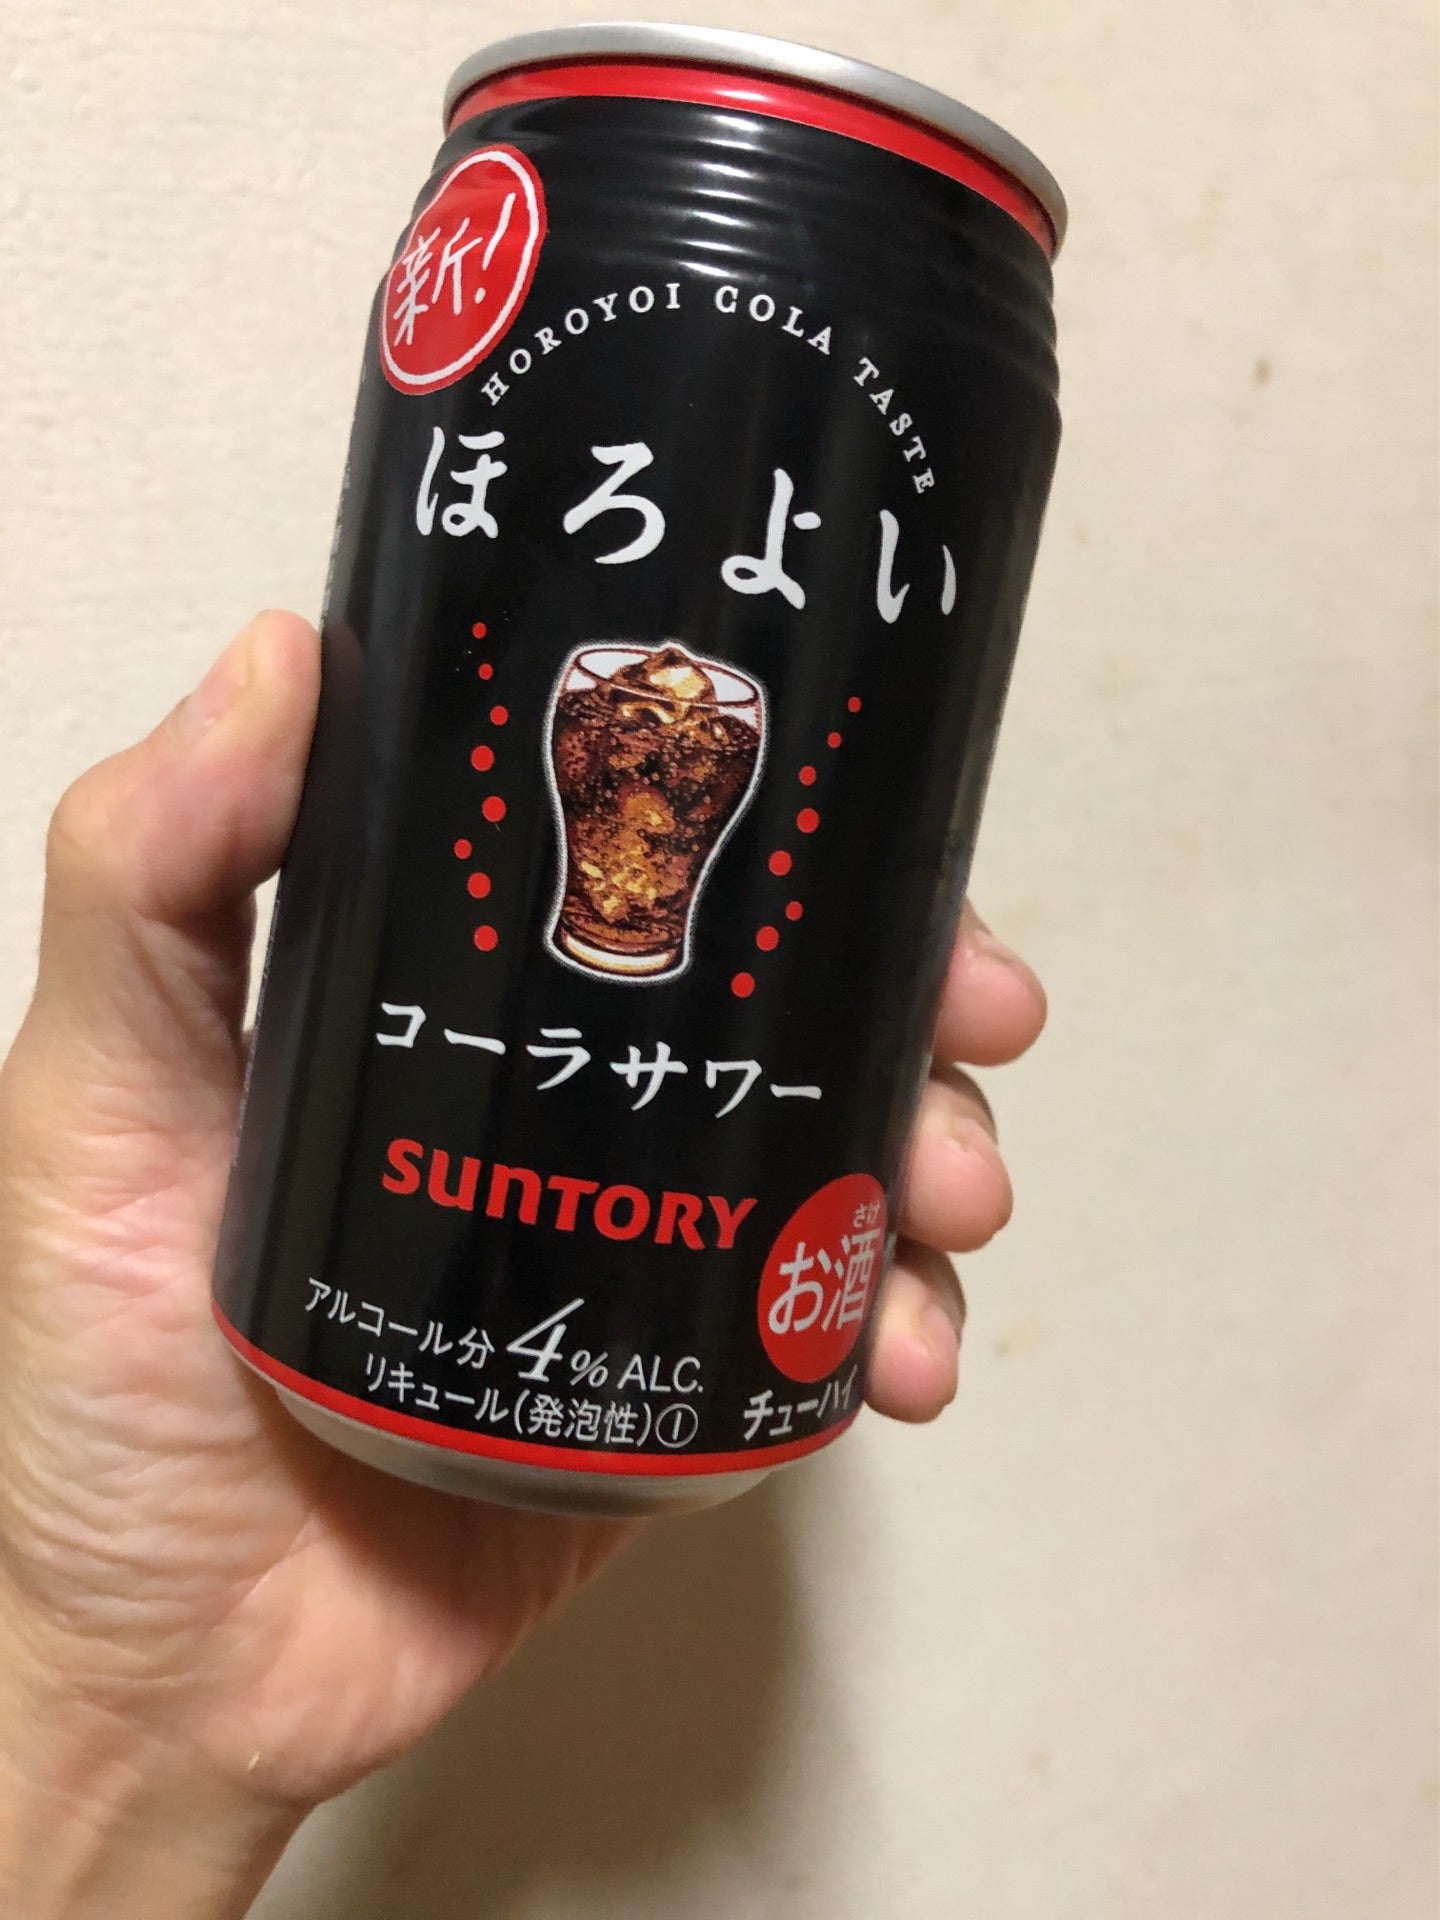 新!
HOROYOI COLA TASTE
ほろよい
コーラサワー
SUNTORY
さけ
お酒
アルコール分4% ALC.
リキュール(発泡性)①
チューハイ